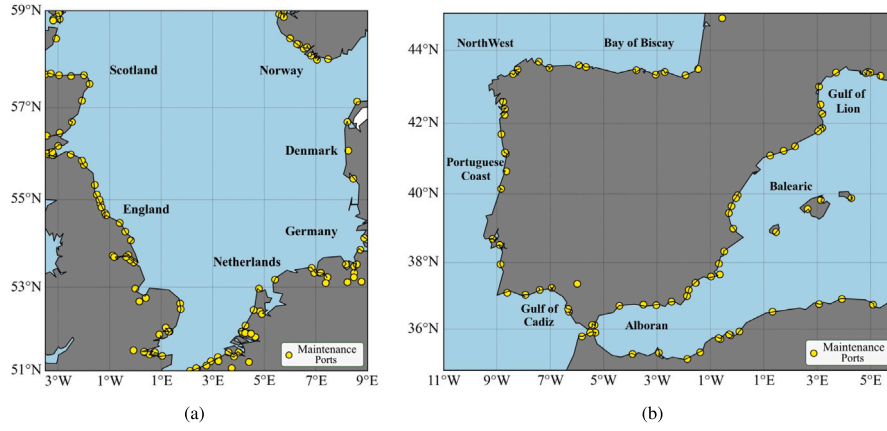 59°N
57°N
55°N
53°N
51°N
3°W
1°W
1°E
3°E
5°E
7°E
9°E
Scotland
Norway
Denmark
England
Germany
Netherlands
Maintenance
Ports
(a)
44°N
42°N
40°N
38°N
36°N
11°W
9°W
7°W
5°W
3°W
1°W
1°E
3°E
5°E
NorthWest
Bay of Biscay
Gulf of
Lion
Portuguese
Coast
Balearic
Gulf of
Cadiz
Alboran
Maintenance
Ports
(b)